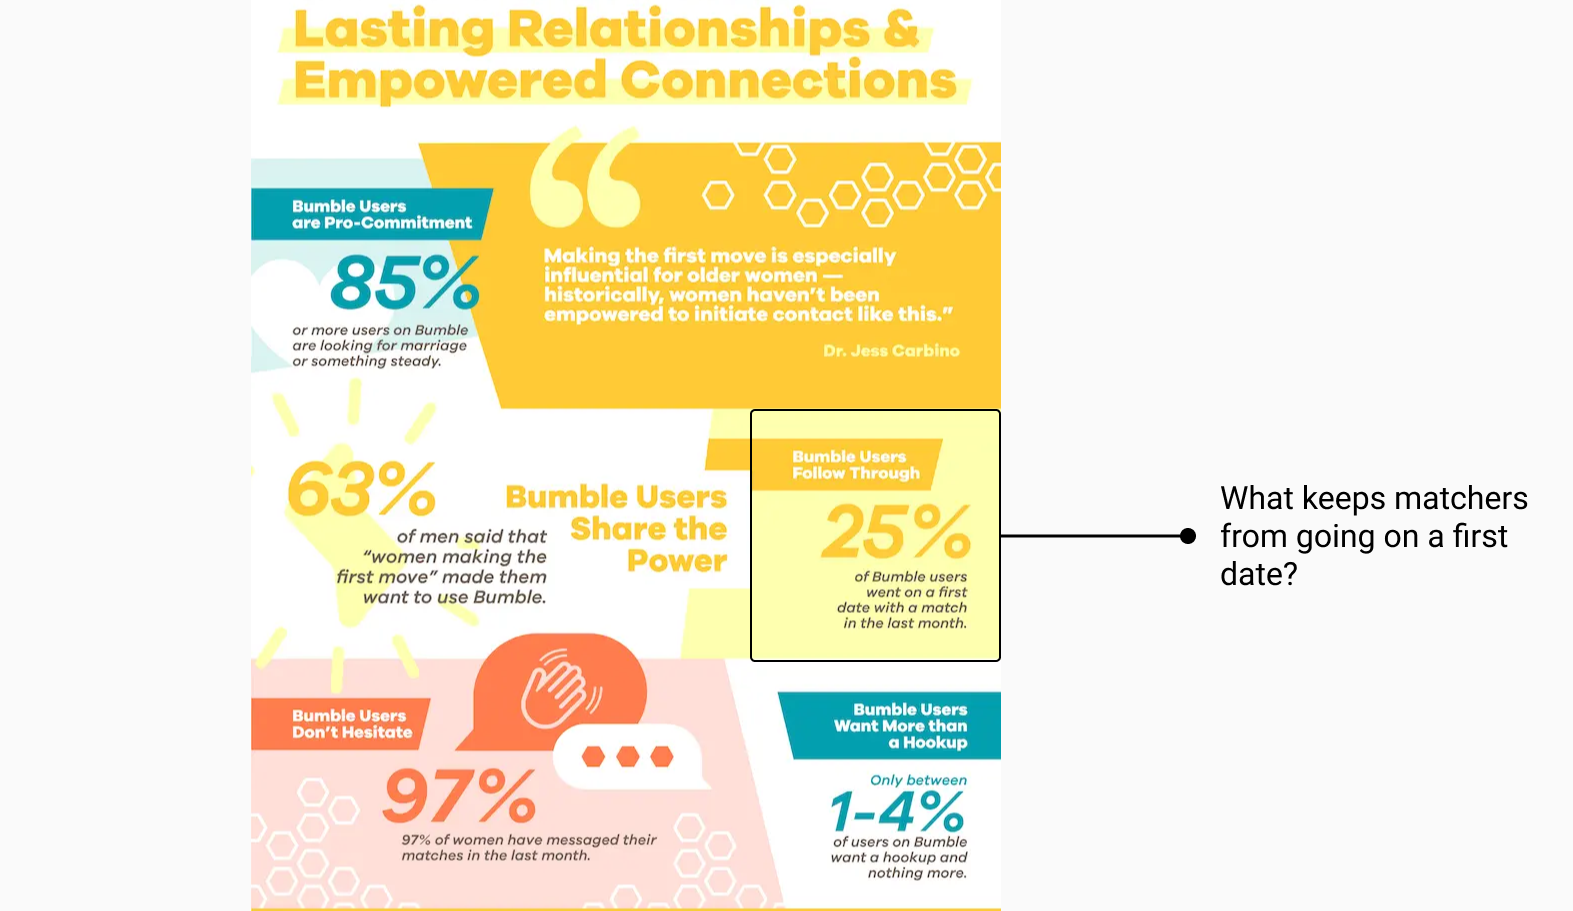 Lasting Relationships &
Empowered Connections
Bumble Users
are Pro-Commitment
85%
or more users on Bumble
are looking for marriage
or something steady.
“
Making the first move is especially
influential for older women —
historically, women haven’t been
empowered to initiate contact like this.”
Dr. Jess Carbino
63%
of men said that
“women making the
first move” made them
want to use Bumble.
Bumble Users
Share the
Power
Bumble Users
Follow Through
25%
of Bumble users
went on a first
date with a match
in the last month.
What keeps matchers
from going on a first
date?
Bumble Users
Don’t Hesitate
97%
97% of women have messaged their
matches in the last month.
Bumble Users
Want More than
a Hookup
Only between
1-4%
of users on Bumble
want a hookup and
nothing more.